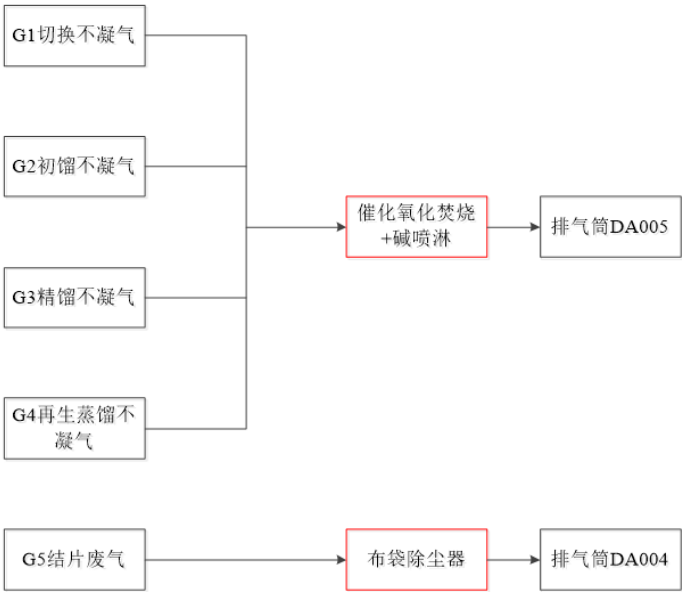 G1切换不凝气
G2初馏不凝气
催化氧化焚烧
+碱喷淋
排气筒DA005
G3精馏不凝气
G4再生蒸馏不
凝气
G5结片废气
布袋除尘器
排气筒DA004